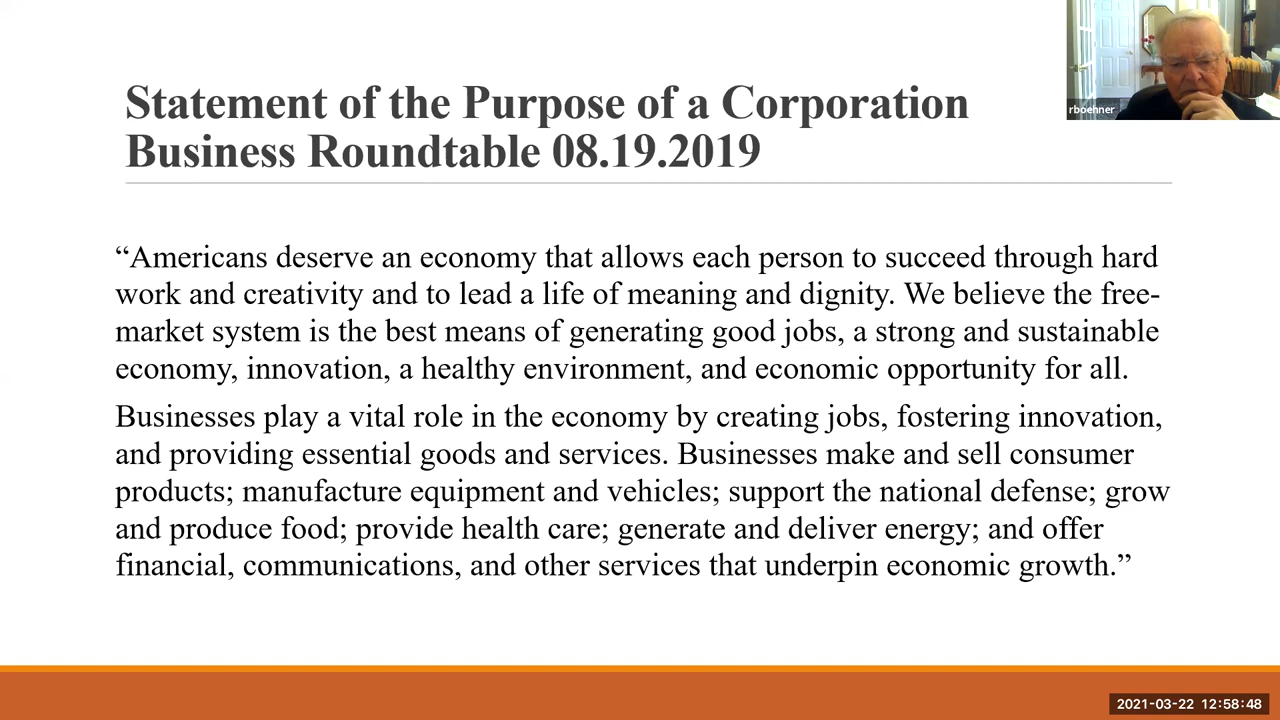 Statement of the Purpose of a Corporation
Business Roundtable 08.19.2019
rboehner
“Americans deserve an economy that allows each person to succeed through hard
work and creativity and to lead a life of meaning and dignity. We believe the free-
market system is the best means of generating good jobs, a strong and sustainable
economy, innovation, a healthy environment, and economic opportunity for all.
Businesses play a vital role in the economy by creating jobs, fostering innovation,
and providing essential goods and services. Businesses make and sell consumer
products; manufacture equipment and vehicles; support the national defense; grow
and produce food; provide health care; generate and deliver energy; and offer
financial, communications, and other services that underpin economic growth.”
2021-03-22 12:58:48